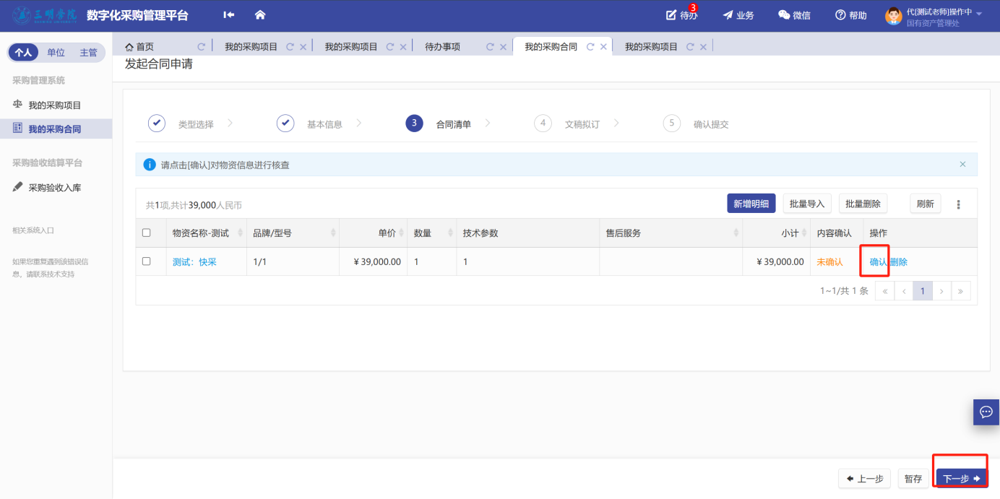 三明学院 数字化采购管理平台 待办 3 业务 微信 帮助 代[测试老师]操作中
国有资产管理处
个人 单位 主管
首页 我的采购项目 我的采购项目 待办事项 我的采购合同 我的采购项目
发起合同申请
采购管理系统
我的采购项目
我的采购合同
采购验收结算平台
采购验收入库
相关系统入口
如果您重复遇到该错误信
息，请联系技术支持
类型选择 基本信息 3 合同清单 4 文稿拟订 5 确认提交
请点击[确认]对物资信息进行核查
共1项,共计39,000人民币 新增明细 批量导入 批量删除 刷新
物资名称-测试 品牌/型号 单价 数量 技术参数 售后服务 小计 内容确认 操作
测试：快采 1/1 ¥39,000.00 1 1 ¥39,000.00 未确认 确认 删除
1~1/共 1 条 « ‹ 1 › »
上一步 暂存 下一步